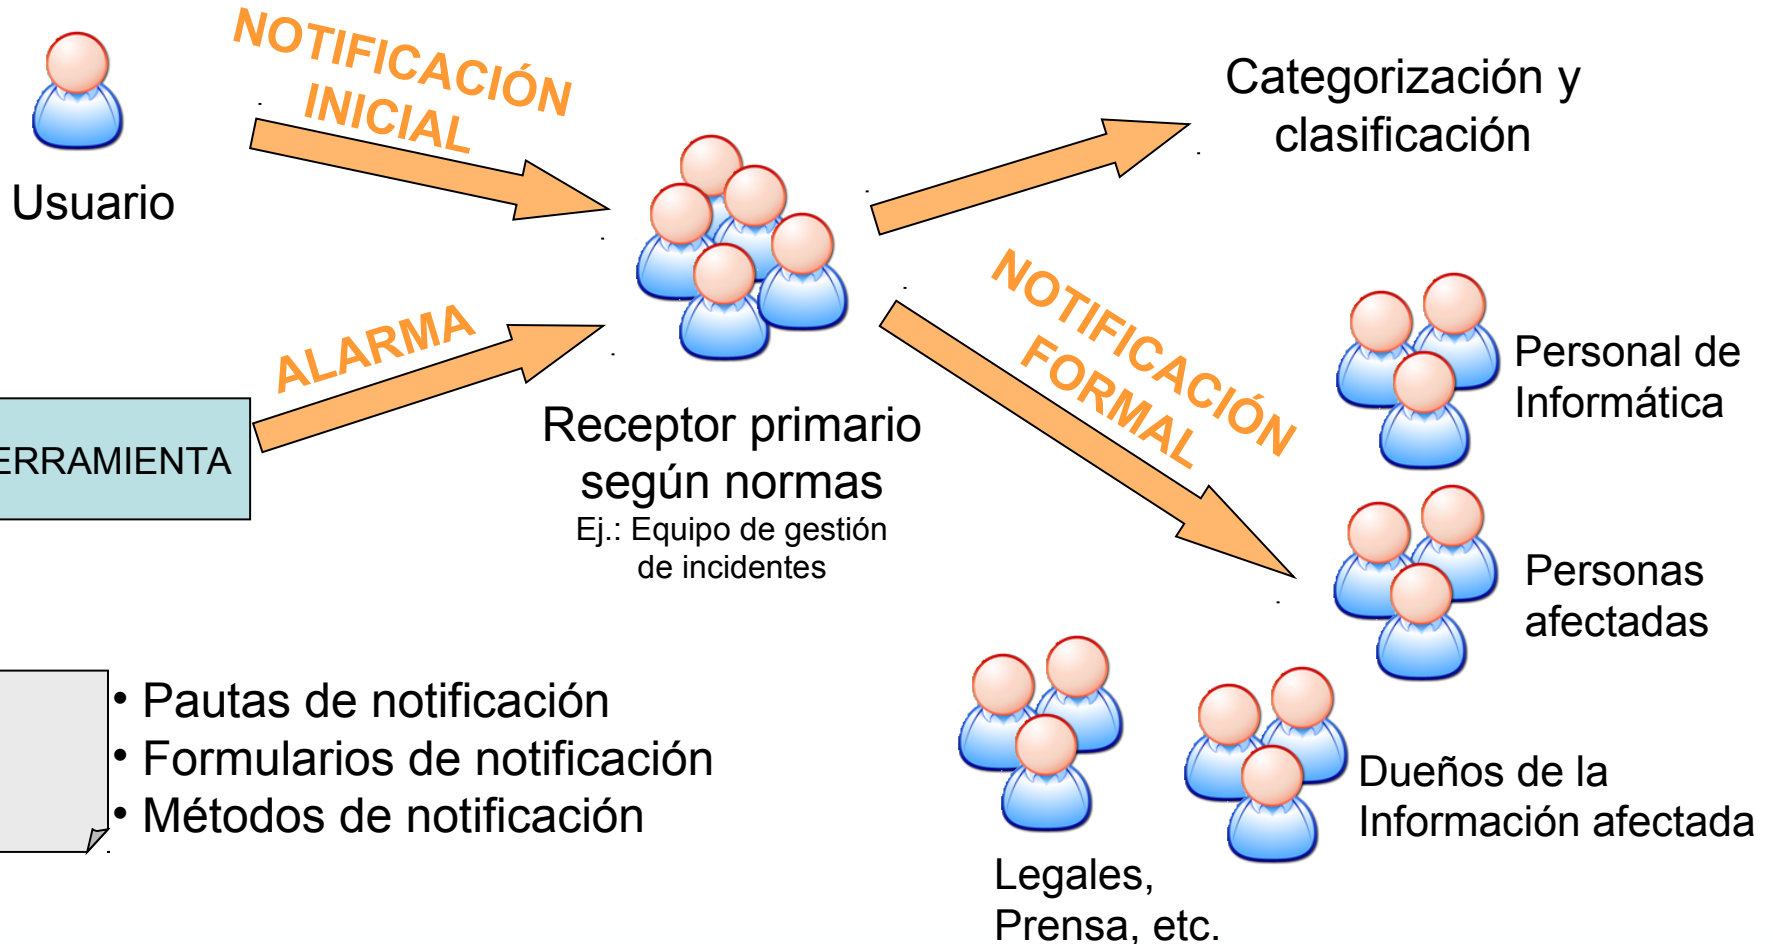 NOTIFICACIÓN
INICIAL
Usuario
Categorización y
clasificación
ALARMA
ERRAMIENTA
Receptor primario
según normas
Ej.: Equipo de gestión
de incidentes
NOTIFICACIÓN
FORMAL
Personal de
Informática
Personas
afectadas
• Pautas de notificación
• Formularios de notificación
• Métodos de notificación
Dueños de la
Información afectada
Legales,
Prensa, etc.